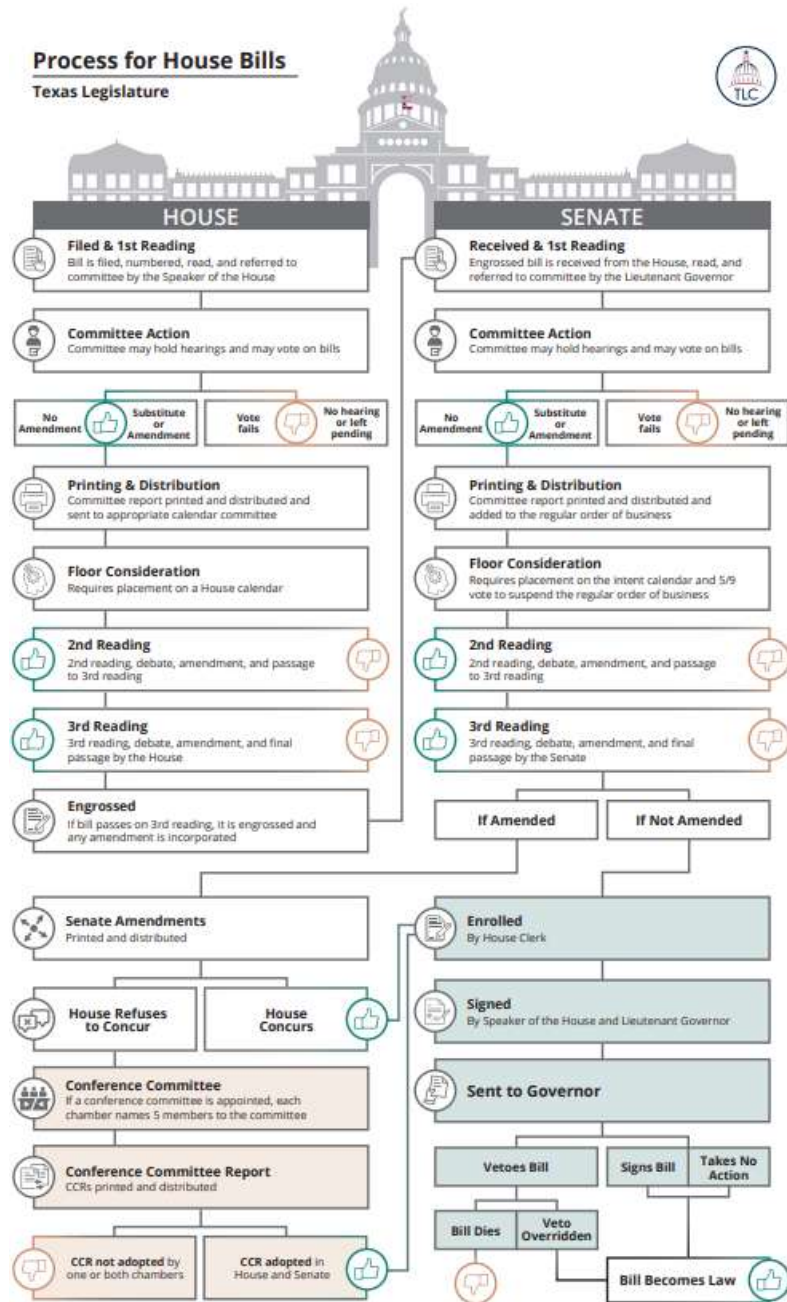 Process for House Bills
Texas Legislature
TLC
HOUSE
Filed & 1st Reading
Bill is filed, numbered, read, and referred to
committee by the Speaker of the House
Committee Action
Committee may hold hearings and may vote on bills
No
Amendment
Substitute
or
Amendment
Vote
fails
No hearing
or left
pending
Printing & Distribution
Committee report printed and distributed and
sent to appropriate calendar committee
Floor Consideration
Requires placement on a House calendar
2nd Reading
2nd reading, debate, amendment, and passage
to 3rd reading
3rd Reading
3rd reading, debate, amendment, and final
passage by the House
Engrossed
If bill passes on 3rd reading, it is engrossed and
any amendment is incorporated
SENATE
Received & 1st Reading
Engrossed bill is received from the House, read, and
referred to committee by the Lieutenant Governor
Committee Action
Committee may hold hearings and may vote on bills
No
Amendment
Substitute
or
Amendment
Vote
fails
No hearing
or left
pending
Printing & Distribution
Committee report printed and distributed and
added to the regular order of business
Floor Consideration
Requires placement on the intent calendar and 5/9
vote to suspend the regular order of business
2nd Reading
2nd reading, debate, amendment, and passage
to 3rd reading
3rd Reading
3rd reading, debate, amendment, and final
passage by the Senate
If Amended
If Not Amended
Senate Amendments
Printed and distributed
House Refuses
to Concur
House
Concurs
Conference Committee
If a conference committee is appointed, each
chamber names 5 members to the committee
Conference Committee Report
CCRs printed and distributed
CCR not adopted by
one or both chambers
CCR adopted in
House and Senate
Enrolled
By House Clerk
Signed
By Speaker of the House and Lieutenant Governor
Sent to Governor
Vetoes Bill
Signs Bill
Takes No
Action
Bill Dies
Veto
Overridden
Bill Becomes Law